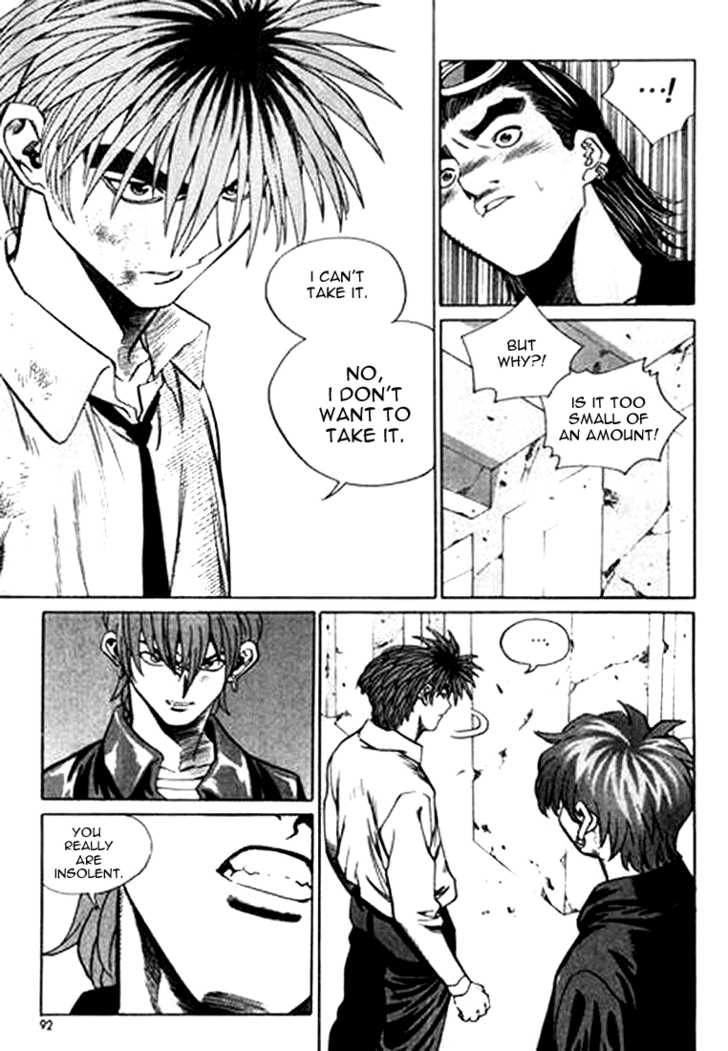 I CAN'T
TAKE IT.
NO,
I DON'T
WANT TO
TAKE IT.
...!
BUT
WHY?!
IS IT TOO
SMALL OF
AN AMOUNT!
YOU
REALLY
ARE
INSOLENT.
...
92